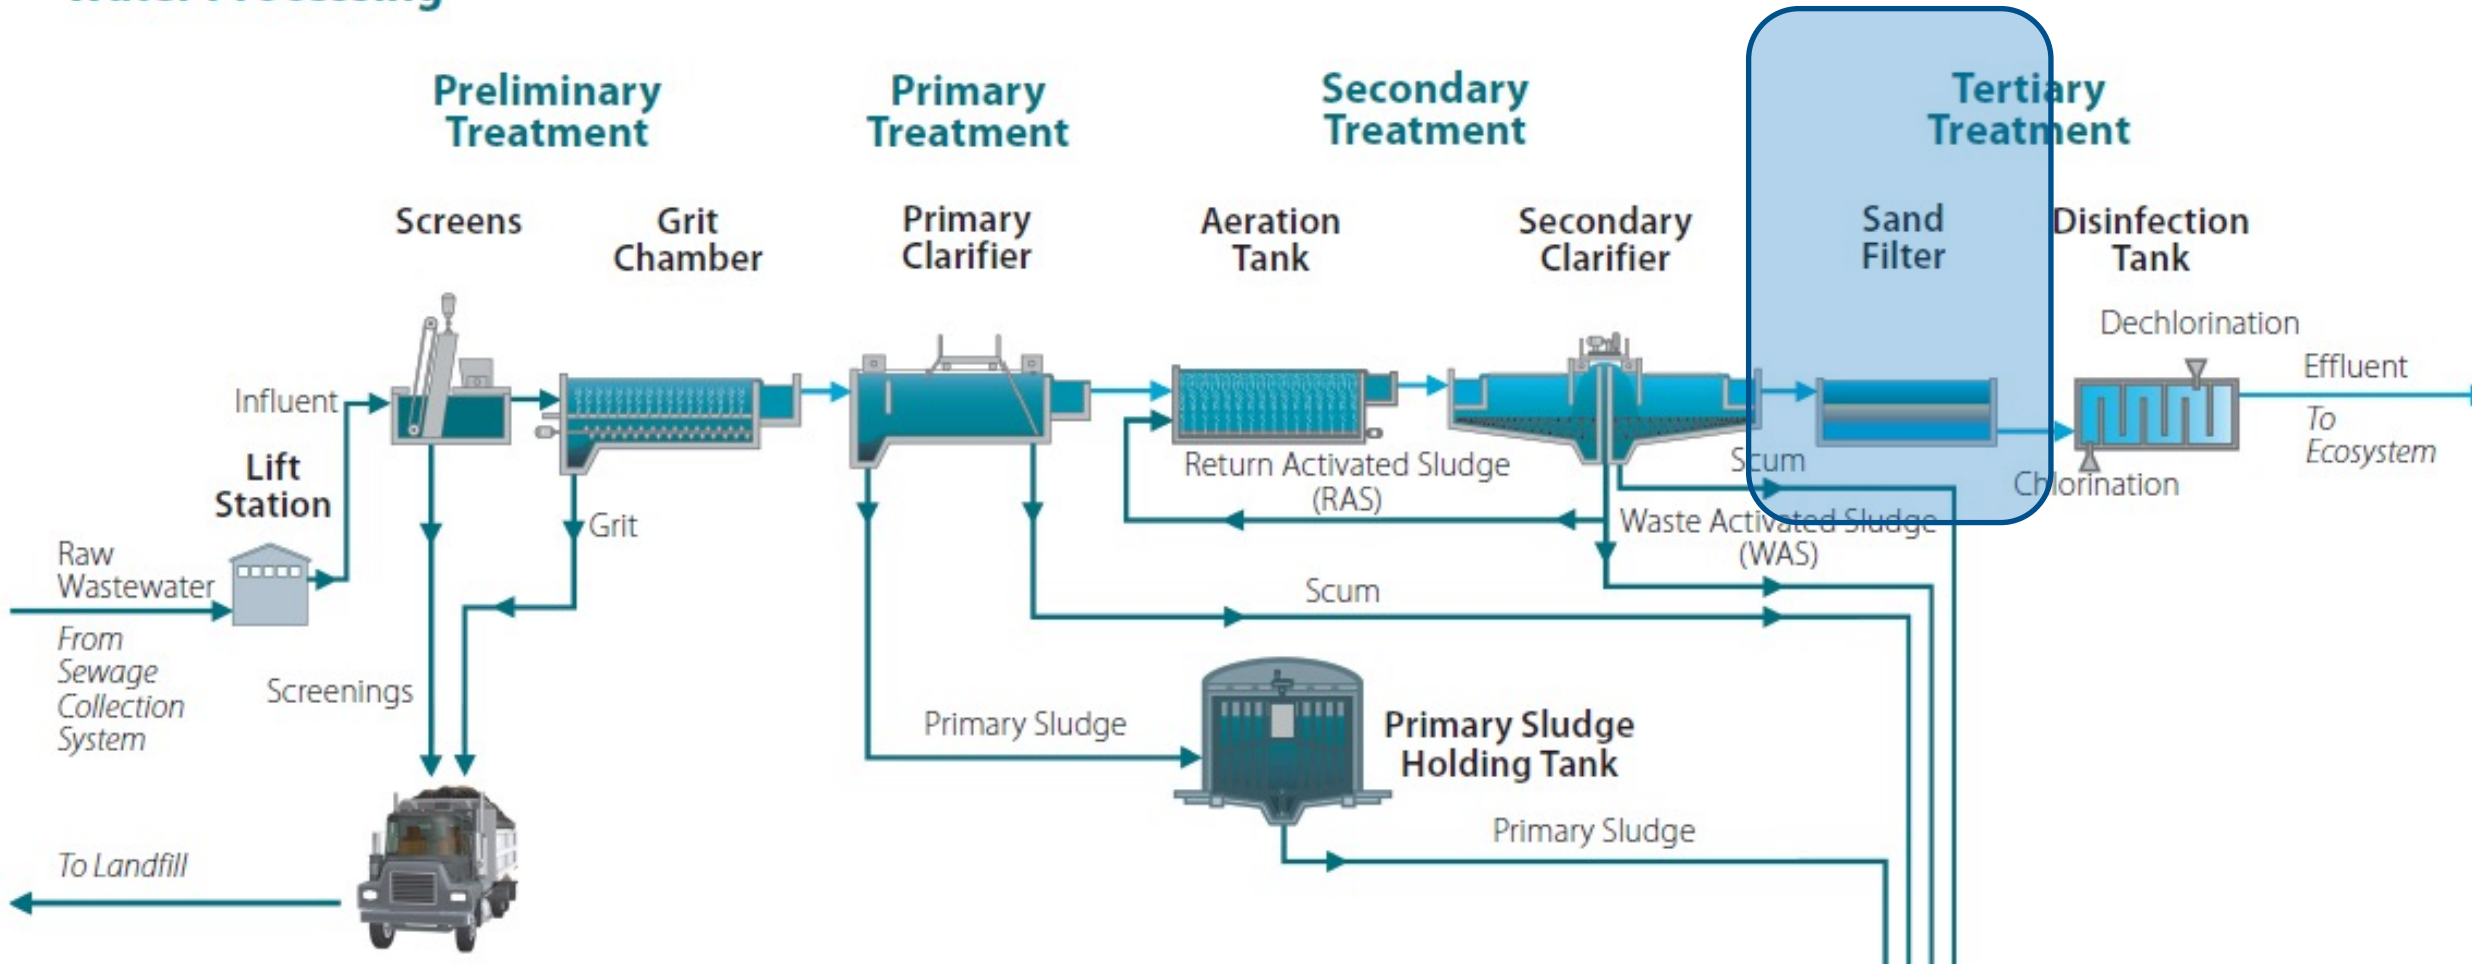 Water Processing
Preliminary
Treatment
Primary
Treatment
Secondary
Treatment
Tertiary
Treatment
Screens
Grit
Chamber
Primary
Clarifier
Aeration
Tank
Secondary
Clarifier
Sand
Filter
Disinfection
Tank
Dechlorination
Influent
Effluent
To
Ecosystem
Lift
Station
Return Activated Sludge
(RAS)
Scum
Chlorination
Grit
Waste Activated Sludge
(WAS)
Raw
Wastewater
From
Sewage
Collection
System
Scum
Screenings
Primary Sludge
Primary Sludge
Holding Tank
Primary Sludge
To Landfill